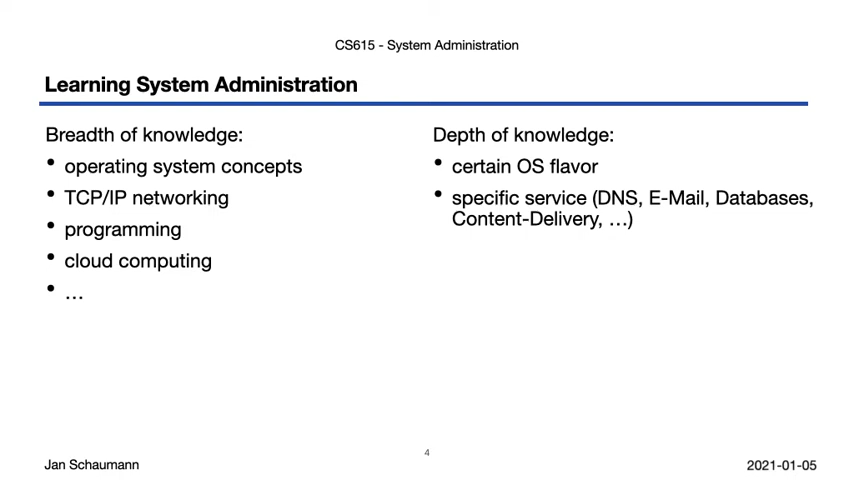 CS615 - System Administration
Learning System Administration
Breadth of knowledge:
• operating system concepts
• TCP/IP networking
• programming
• cloud computing
• …
Depth of knowledge:
• certain OS flavor
• specific service (DNS, E-Mail, Databases,
Content-Delivery, …)
4
Jan Schaumann
2021-01-05